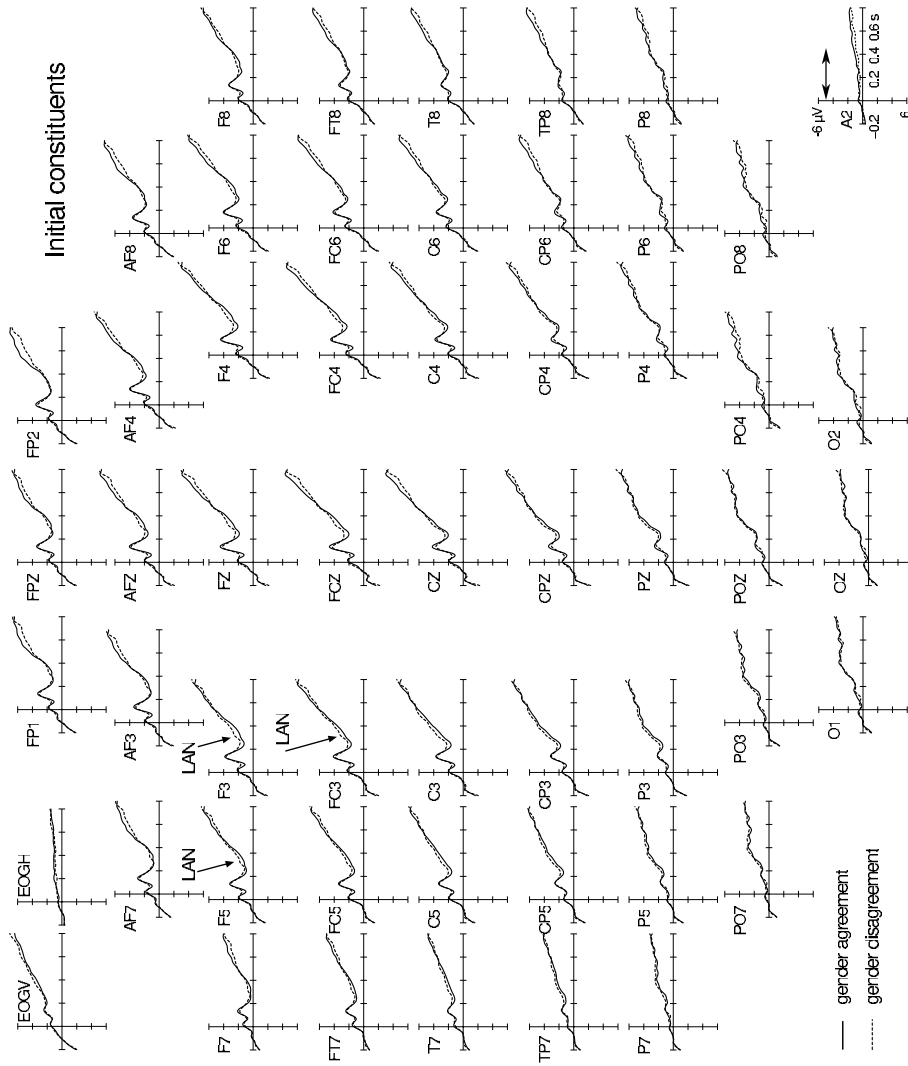 Initial constituents
EOGV EOGH FP1 FPZ FP2
AF7 AF3 AFZ AF4 AF8
F7 F5 F3 FZ F4 F6 F8
LAN LAN
FT7 FC5 FC3 FCZ FC4 FC6 FT8
LAN
T7 C5 C3 CZ C4 C6 T8
TP7 CP5 CP3 CPZ CP4 CP6 TP8
P7 P5 P3 PZ P4 P6 P8
PO7 PO3 POZ PO4 PO8
O1 OZ O2
-6 µV
A2
−0.2 0.2 0.4 0.6 s
6
gender agreement
gender disagreement